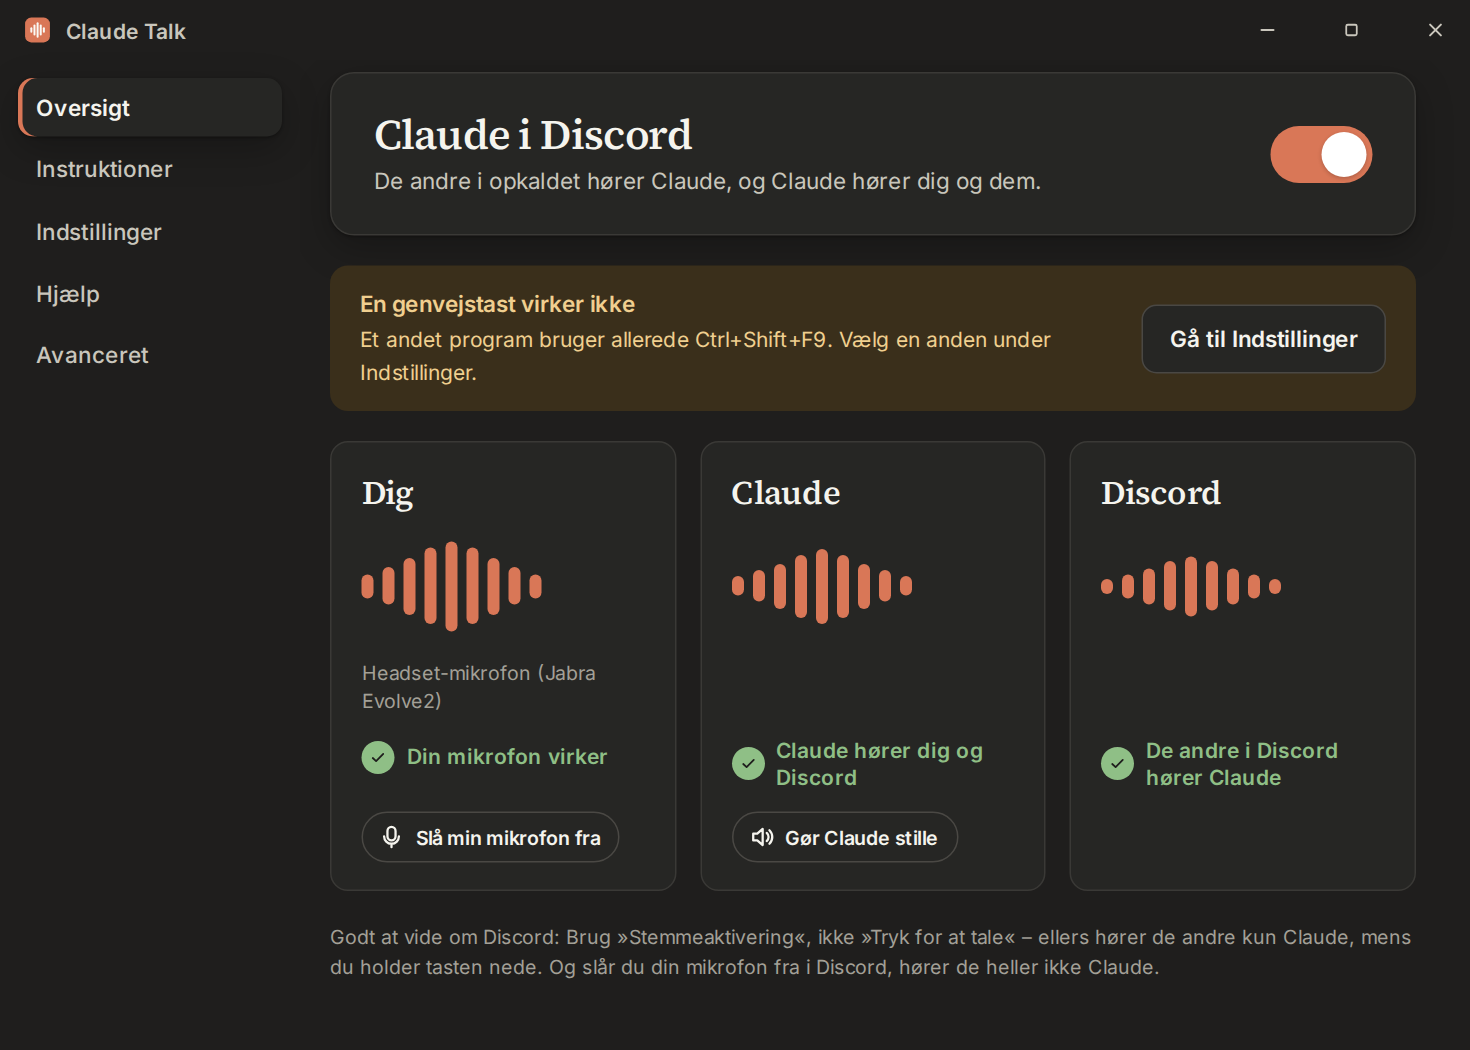 Claude Talk
Oversigt
Instruktioner
Indstillinger
Hjælp
Avanceret
Claude i Discord
De andre i opkaldet hører Claude, og Claude hører dig og dem.
En genvejstast virker ikke
Et andet program bruger allerede Ctrl+Shift+F9. Vælg en anden under
Indstillinger.
Gå til Indstillinger
Dig
Headset-mikrofon (Jabra
Evolve2)
Din mikrofon virker
Slå min mikrofon fra
Claude
Claude hører dig og
Discord
Gør Claude stille
Discord
De andre i Discord
hører Claude
Godt at vide om Discord: Brug »Stemmeaktivering«, ikke »Tryk for at tale« – ellers hører de andre kun Claude, mens
du holder tasten nede. Og slår du din mikrofon fra i Discord, hører de heller ikke Claude.